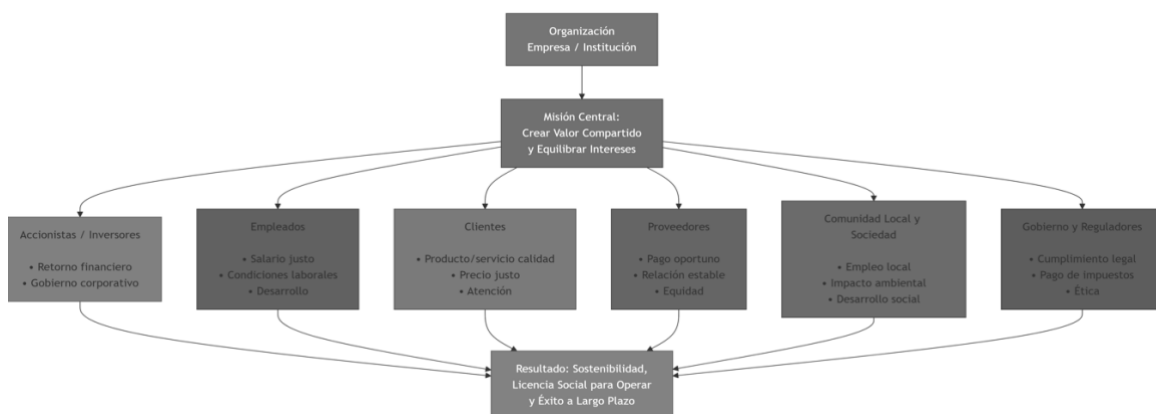 Organización
Empresa / Institución
Misión Central:
Crear Valor Compartido
y Equilibrar Intereses
Accionistas / Inversores
• Retorno financiero
• Gobierno corporativo
Empleados
• Salario justo
• Condiciones laborales
• Desarrollo
Clientes
• Producto/servicio calidad
• Precio justo
• Atención
Proveedores
• Pago oportuno
• Relación estable
• Equidad
Comunidad Local y
Sociedad
• Empleo local
• Impacto ambiental
• Desarrollo social
Gobierno y Reguladores
• Cumplimiento legal
• Pago de impuestos
• Ética
Resultado: Sostenibilidad,
Licencia Social para Operar
y Éxito a Largo Plazo